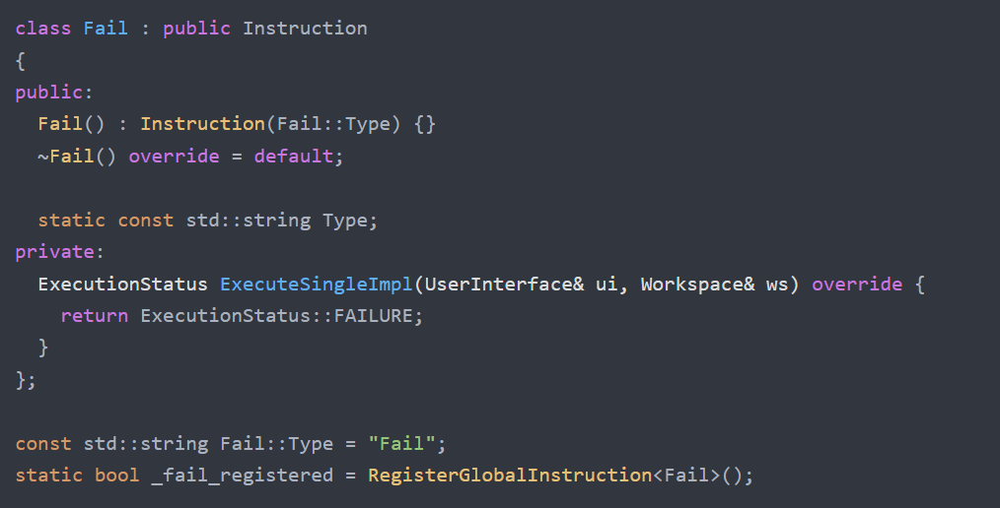 class Fail : public Instruction
{
public:
  Fail() : Instruction(Fail::Type) {}
  ~Fail() override = default;

  static const std::string Type;
private:
  ExecutionStatus ExecuteSingleImpl(UserInterface& ui, Workspace& ws) override {
    return ExecutionStatus::FAILURE;
  }
};

const std::string Fail::Type = "Fail";
static bool _fail_registered = RegisterGlobalInstruction<Fail>();